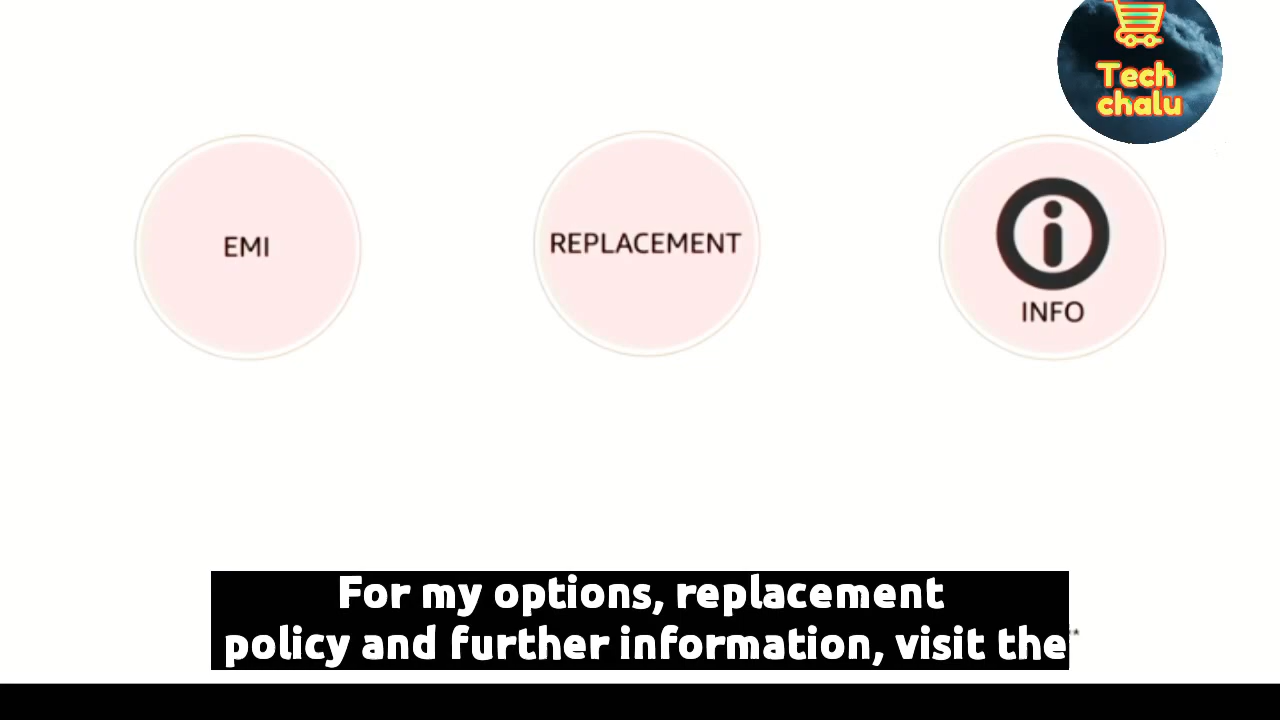 Tech
chalu
EMI
REPLACEMENT
INFO
For my options, replacement
policy and further information, visit the